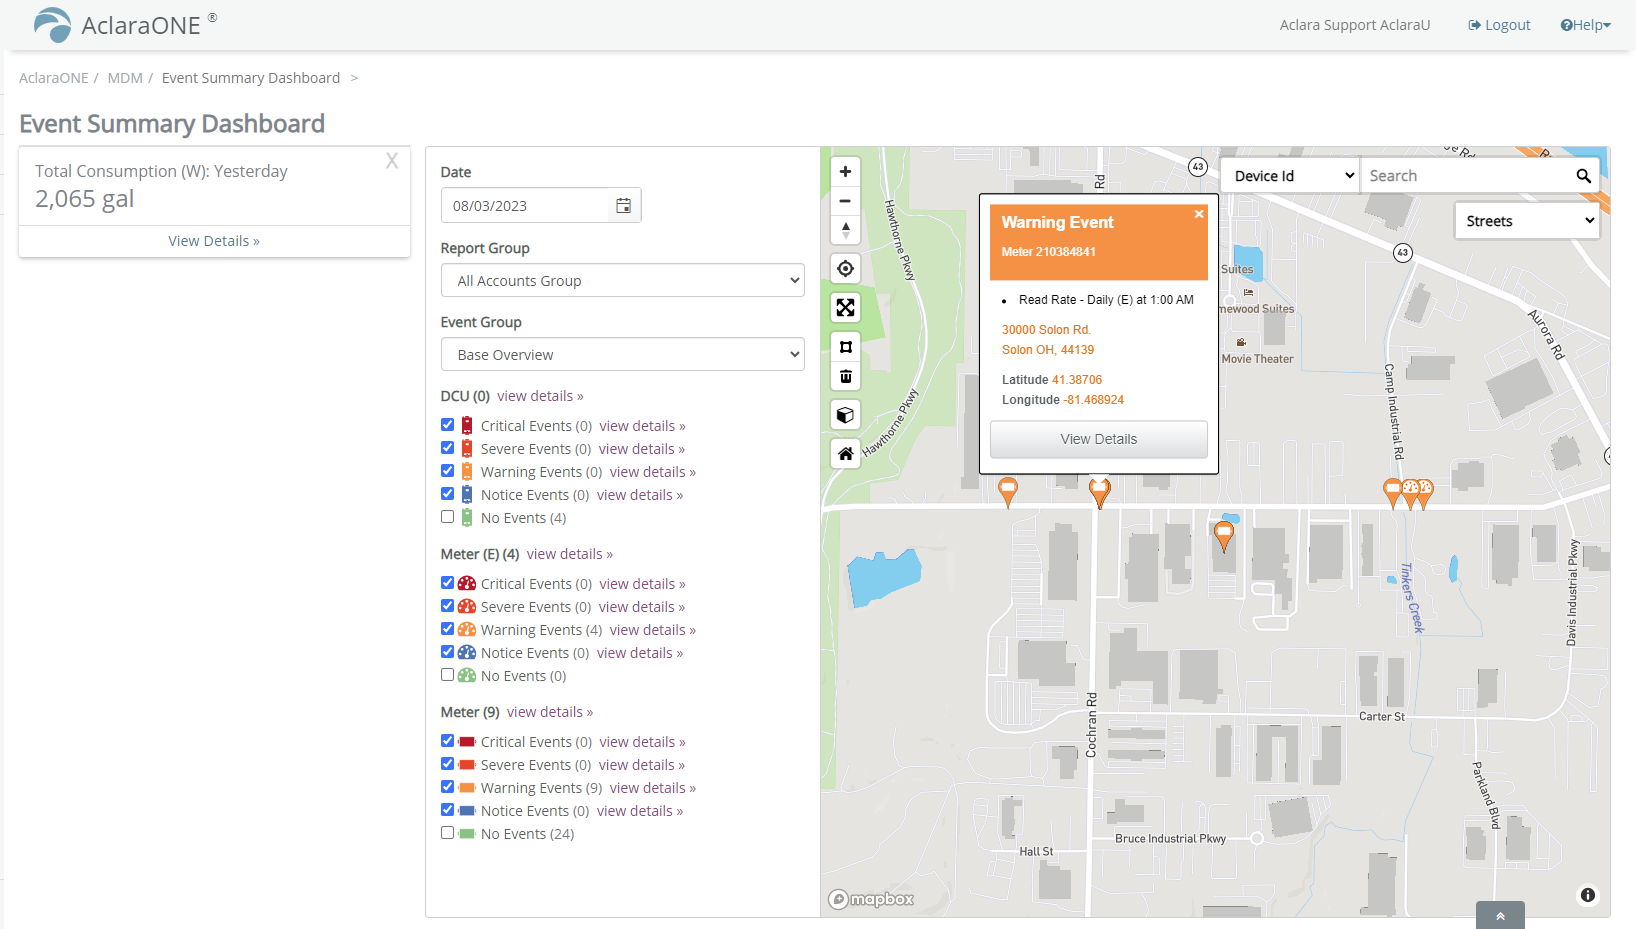 AclaraONE ®
Aclara Support AclaraU
Logout
Help
AclaraONE / MDM / Event Summary Dashboard >
Event Summary Dashboard
Total Consumption (W): Yesterday
X
2,065 gal
View Details »
Date
08/03/2023
Report Group
All Accounts Group
Event Group
Base Overview
DCU (0) view details »
Critical Events (0) view details »
Severe Events (0) view details »
Warning Events (0) view details »
Notice Events (0) view details »
No Events (4)
Meter (E) (4) view details »
Critical Events (0) view details »
Severe Events (0) view details »
Warning Events (4) view details »
Notice Events (0) view details »
No Events (0)
Meter (9) view details »
Critical Events (0) view details »
Severe Events (0) view details »
Warning Events (9) view details »
Notice Events (0) view details »
No Events (24)
Device Id
Search
Streets
Warning Event
×
Meter 210384841
Read Rate - Daily (E) at 1:00 AM
30000 Solon Rd.
Solon OH, 44139
Latitude 41.38706
Longitude -81.468924
View Details
43
43
Rd
Hawthorne Pkwy
Hawthorne Pkwy
Suites
mewood Suites
Movie Theater
Aurora Rd
Camp Industrial Rd
Tinkers Creek
Davis Industrial Pkwy
Cochran Rd
Carter St
Parkland Blvd
Bruce Industrial Pkwy
Hall St
mapbox